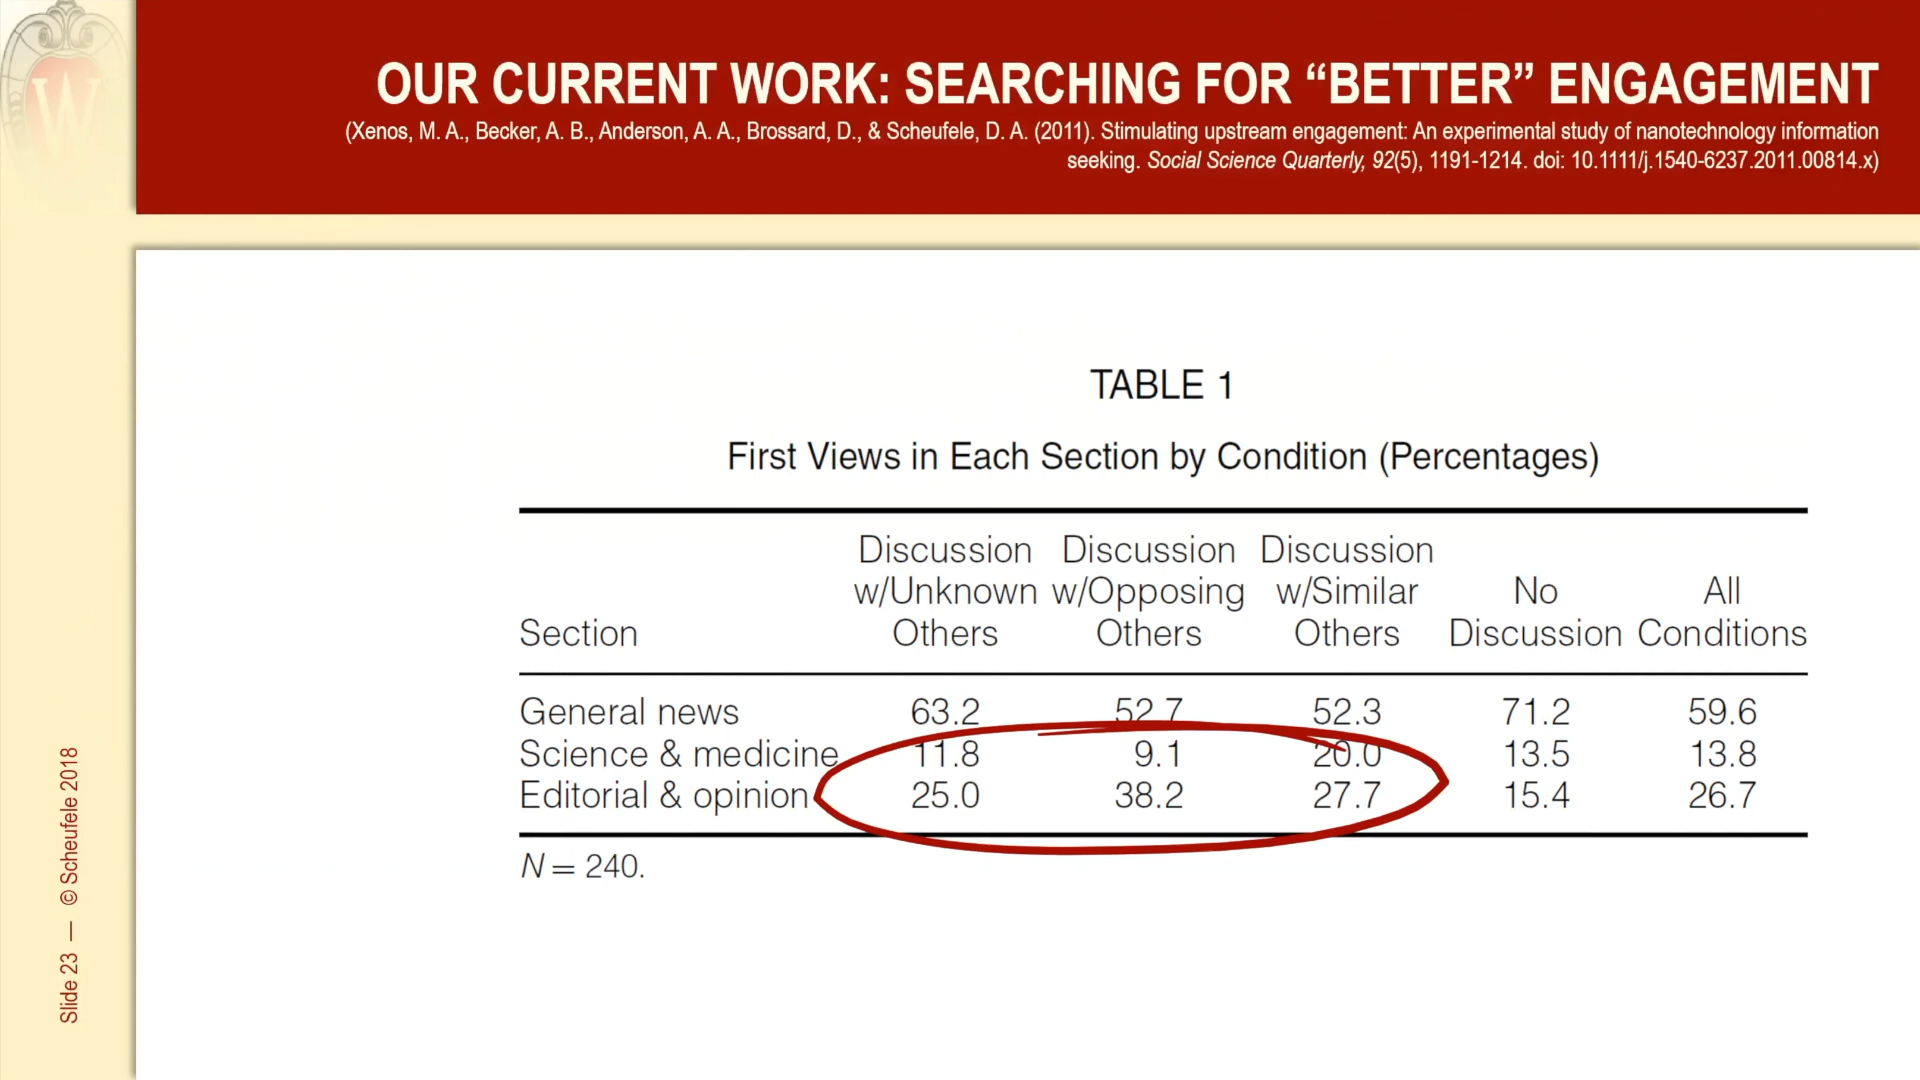 W
OUR CURRENT WORK: SEARCHING FOR “BETTER” ENGAGEMENT
(Xenos, M. A., Becker, A. B., Anderson, A. A., Brossard, D., & Scheufele, D. A. (2011). Stimulating upstream engagement: An experimental study of nanotechnology information
seeking. Social Science Quarterly, 92(5), 1191-1214. doi: 10.1111/j.1540-6237.2011.00814.x)
TABLE 1
First Views in Each Section by Condition (Percentages)
Discussion Discussion Discussion
w/Unknown w/Opposing w/Similar No All
Section Others Others Others Discussion Conditions
General news 63.2 52.7 52.3 71.2 59.6
Science & medicine 11.8 9.1 20.0 13.5 13.8
Editorial & opinion 25.0 38.2 27.7 15.4 26.7
N = 240.
Slide 23 — © Scheufele 2018